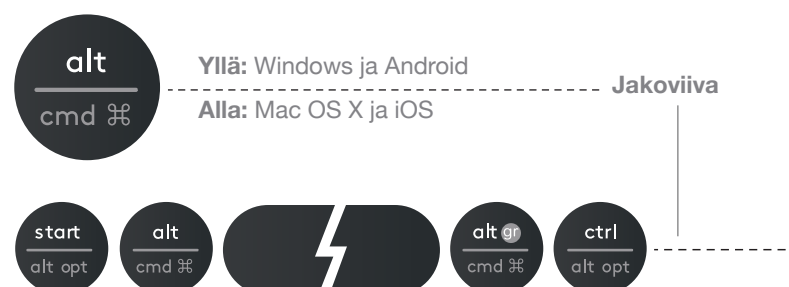 alt
cmd ⌘
Yllä: Windows ja Android
Alla: Mac OS X ja iOS
Jakoviiva
start
alt opt
alt
cmd ⌘
alt gr
cmd ⌘
ctrl
alt opt